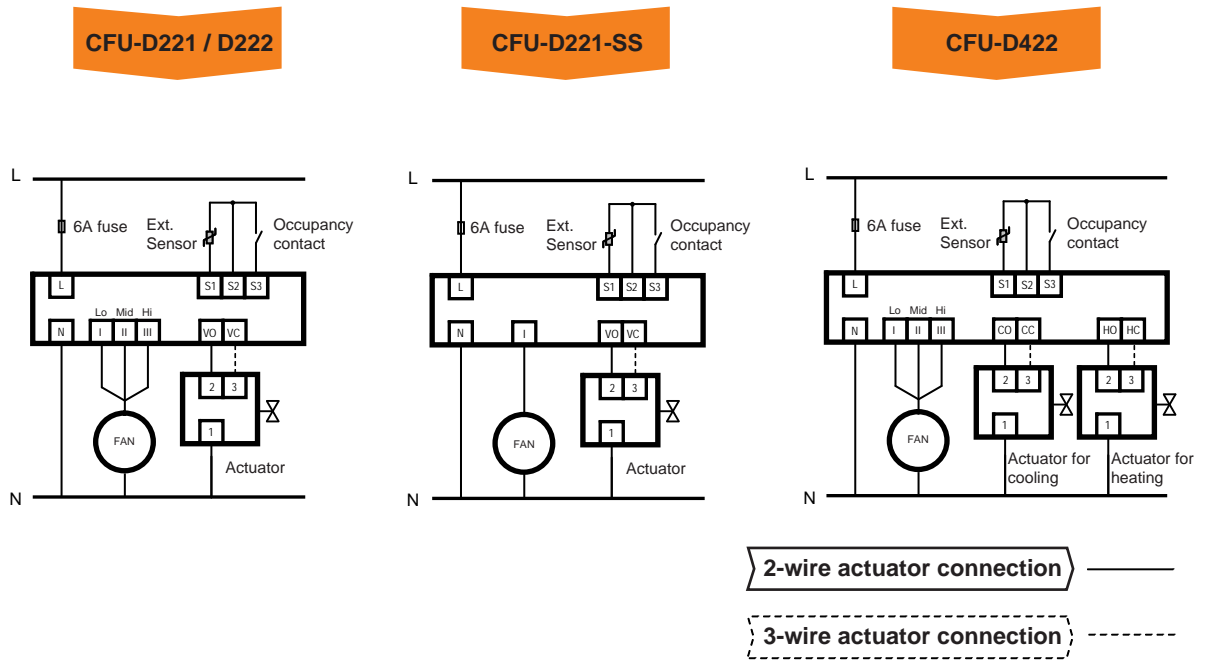 CFU-D221 / D222
CFU-D221-SS
CFU-D422
L
6A fuse
Ext.
Sensor
Occupancy
contact
L
S1 S2 S3
Lo Mid Hi
N
I II III
VO VC
2 3
1
FAN
Actuator
N
L
6A fuse
Ext.
Sensor
Occupancy
contact
L
S1 S2 S3
N
I
VO VC
2 3
1
FAN
Actuator
N
L
6A fuse
Ext.
Sensor
Occupancy
contact
L
S1 S2 S3
Lo Mid Hi
N
I II III
CO CC
HO HC
2 3
2 3
1
1
FAN
Actuator for
cooling
Actuator for
heating
N
2-wire actuator connection
3-wire actuator connection